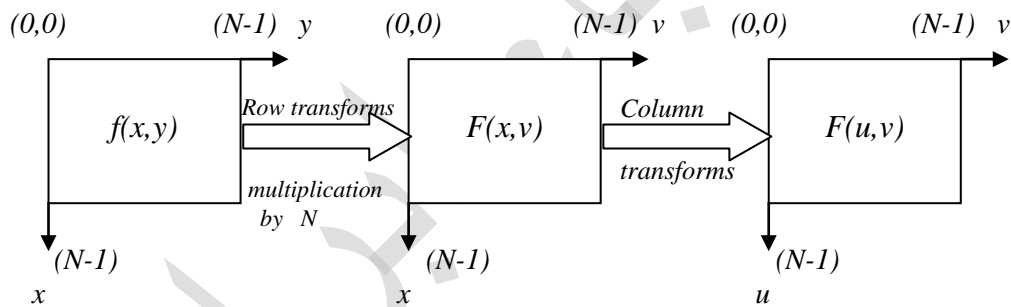 (0,0) (N-1) y (0,0) (N-1) v (0,0) (N-1) v
f(x,y) Row transforms F(x,v) Column F(u,v)
multiplication transforms
by N
(N-1) (N-1) (N-1)
x x u